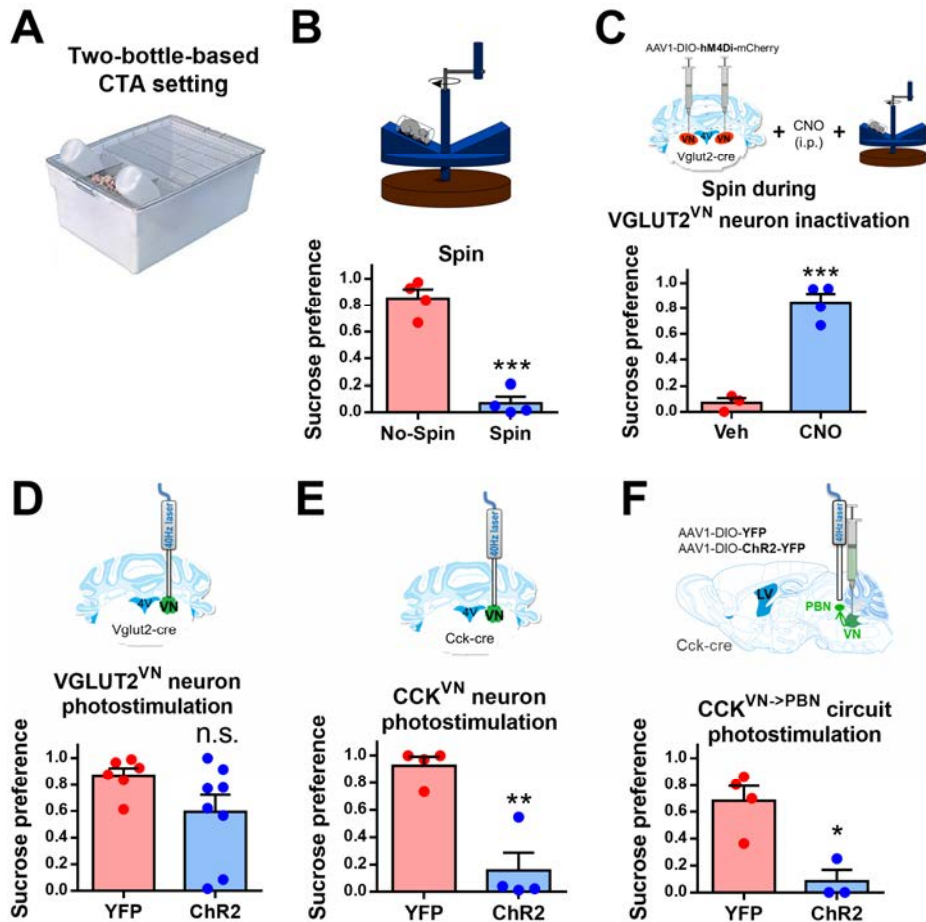 A
Two-bottle-based
CTA setting
B
Spin
Sucrose preference
1.0
0.8
0.6
0.4
0.2
0.0
***
No-Spin
Spin
C
AAV1-DIO-hM4Di-mCherry
VN
4V
VN
Vglut2-cre
+
CNO
(i.p.)
+
Spin during
VGLUT2VN neuron inactivation
Sucrose preference
1.0
0.8
0.6
0.4
0.2
0.0
***
Veh
CNO
D
40Hz laser
4V
VN
Vglut2-cre
VGLUT2VN neuron
photostimulation
n.s.
Sucrose preference
1.0
0.8
0.6
0.4
0.2
0.0
YFP
ChR2
E
40Hz laser
4V
VN
Cck-cre
CCKVN neuron
photostimulation
Sucrose preference
1.0
0.8
0.6
0.4
0.2
0.0
**
YFP
ChR2
F
AAV1-DIO-YFP
AAV1-DIO-ChR2-YFP
40Hz laser
LV
PBN
VN
Cck-cre
CCKVN->PBN circuit
photostimulation
Sucrose preference
1.0
0.8
0.6
0.4
0.2
0.0
*
YFP
ChR2